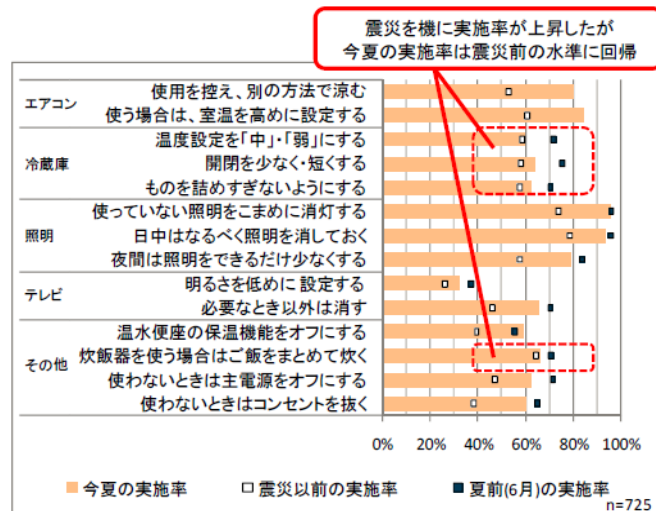 震災を機に実施率が上昇したが
今夏の実施率は震災前の水準に回帰
エアコン
使用を控え、別の方法で涼む
使う場合は、室温を高めに設定する
冷蔵庫
温度設定を「中」・「弱」にする
開閉を少なく・短くする
ものを詰めすぎないようにする
照明
使っていない照明をこまめに消灯する
日中はなるべく照明を消しておく
夜間は照明をできるだけ少なくする
テレビ
明るさを低めに設定する
必要なとき以外は消す
その他
温水便座の保温機能をオフにする
炊飯器を使う場合はご飯をまとめて炊く
使わないときは主電源をオフにする
使わないときはコンセントを抜く
0% 20% 40% 60% 80% 100%
今夏の実施率 震災以前の実施率 夏前(6月)の実施率
n=725